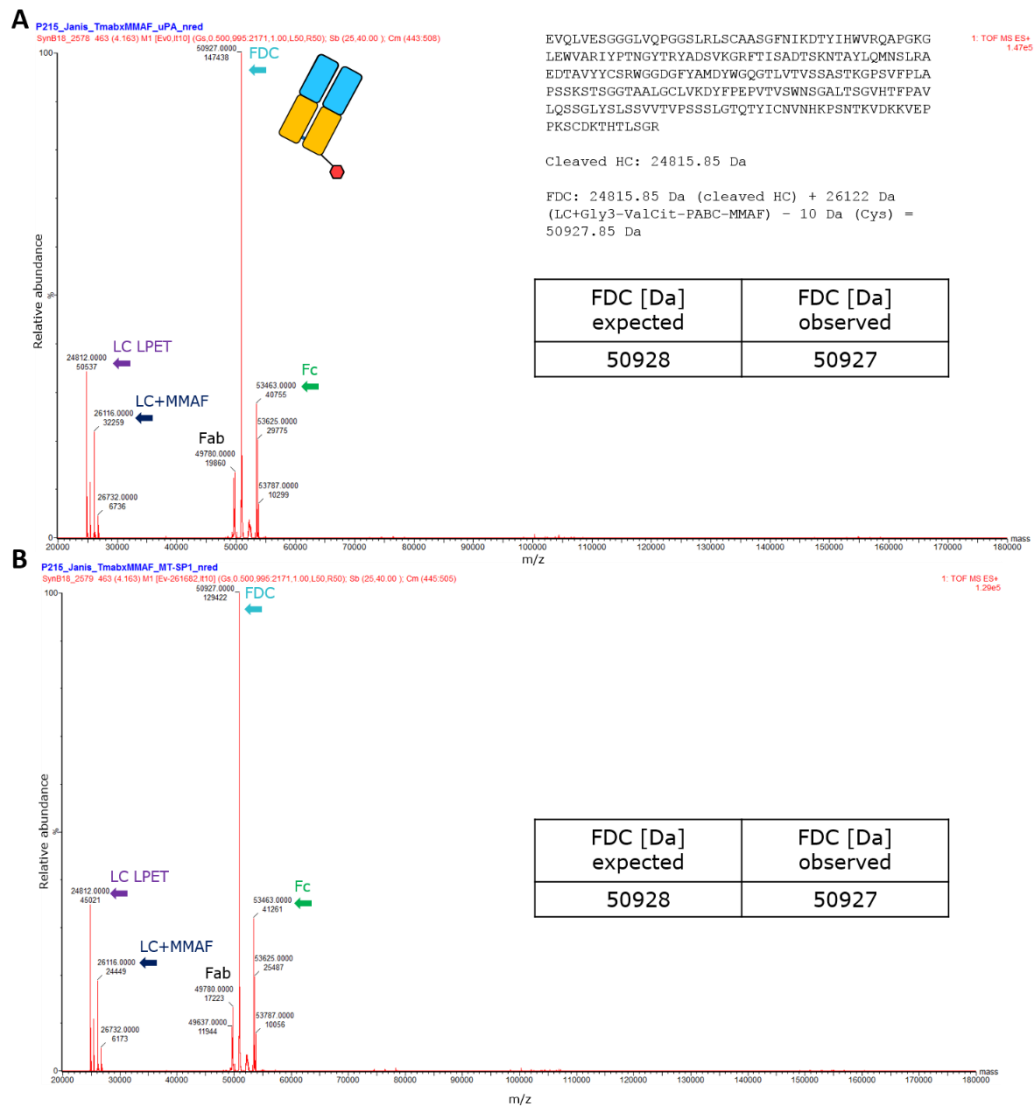 A
P215_Janis_TmabxMMAF_uPA_nred
SynB18_2578 463 (4.163) M1 [Ev0,It10] (Gs,0.500,995:2171,1.00,L50,R50); Sb (25,40.00 ); Cm (443:508)
1: TOF MS ES+
1.47e5
100
50927.0000
147438
FDC
EVQLVESGGGLVQPGGSLRLSCAASGFNIKDTYIHWVRQAPGKG
LEWVARIYPTNGYTRYADSVKGRFTISADTSKNTAYLQMNSLRA
EDTAVYYCSRWGGDGFYAMDYWGQGTLVTVSSASTKGPSVFPLA
PSSKSTSGGTAALGCLVKDYFPEPVTVSWNSGALTSGVHTFPAV
LQSSGLYSLSSVVTVPSSSLGTQTYICNVNHKPSNTKVDKKVEP
PKSCDKTHTLSGR
Cleaved HC: 24815.85 Da
FDC: 24815.85 Da (cleaved HC) + 26122 Da
(LC+Gly3-ValCit-PABC-MMAF) – 10 Da (Cys) =
50927.85 Da
FDC [Da] expected
FDC [Da] observed
50928
50927
Relative abundance
%
LC LPET
24812.0000
50537
LC+MMAF
26116.0000
32259
26732.0000
6736
Fab
49780.0000
19860
Fc
53463.0000
40755
53625.0000
29775
53787.0000
10299
0
20000 30000 40000 50000 60000 70000 80000 90000 100000 110000 120000 130000 140000 150000 160000 170000 180000
mass
m/z
B
P215_Janis_TmabxMMAF_MT-SP1_nred
SynB18_2579 463 (4.163) M1 [Ev-261682,It10] (Gs,0.500,995:2171,1.00,L50,R50); Sb (25,40.00 ); Cm (445:505)
1: TOF MS ES+
1.29e5
100
50927.0000
129422
FDC
FDC [Da] expected
FDC [Da] observed
50928
50927
Relative abundance
%
LC LPET
24812.0000
45021
LC+MMAF
26116.0000
24449
26732.0000
6173
Fab
49780.0000
17223
49637.0000
11944
Fc
53463.0000
41261
53625.0000
25487
53787.0000
10056
0
20000 30000 40000 50000 60000 70000 80000 90000 100000 110000 120000 130000 140000 150000 160000 170000 180000
mass
m/z